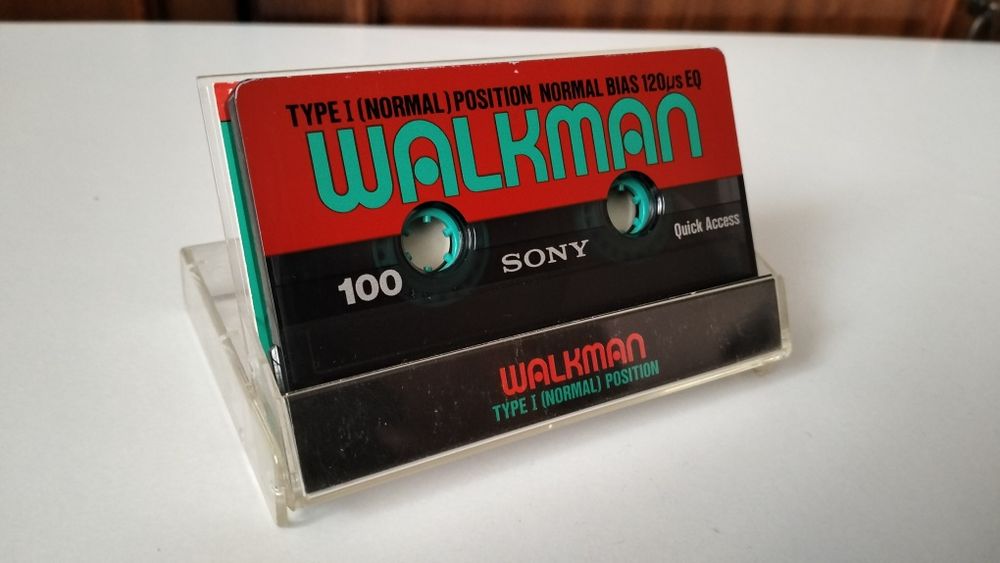 TYPE I (NORMAL) POSITION NORMAL BIAS 120µs EQ
WALKMAN
100 SONY Quick Access
WALKMAN
TYPE I (NORMAL) POSITION